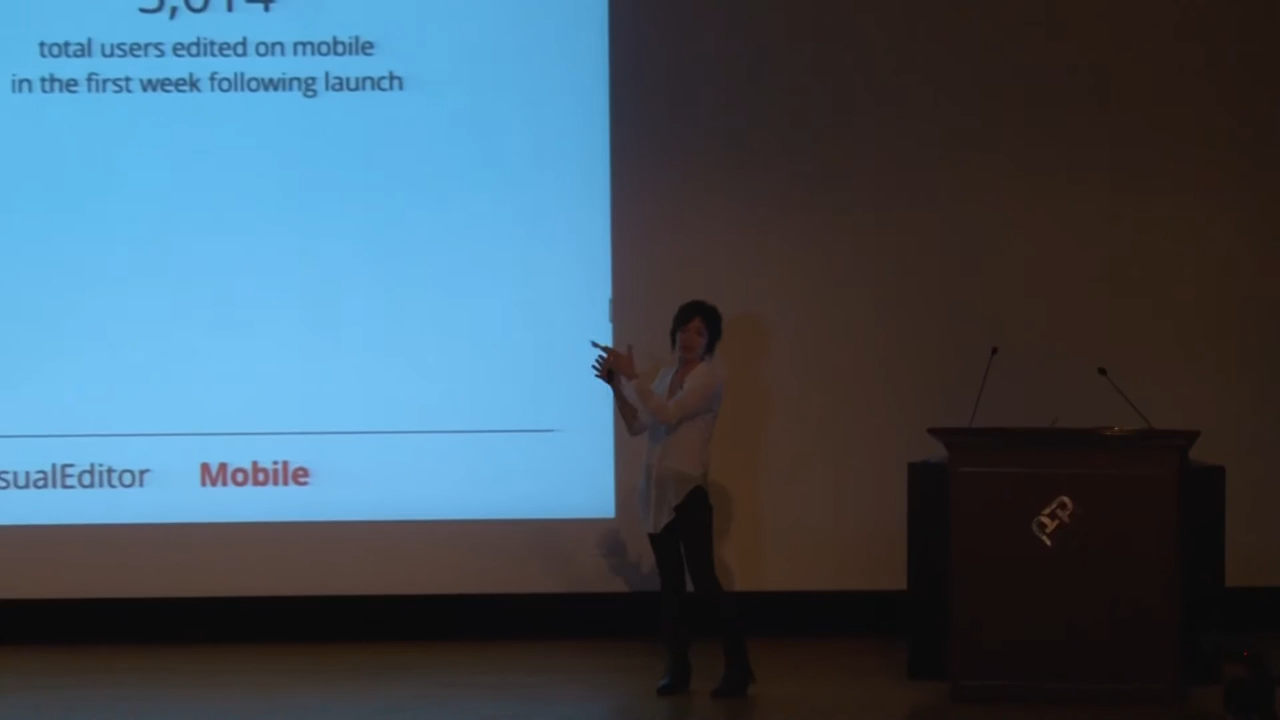 total users edited on mobile
in the first week following launch
sualEditor Mobile